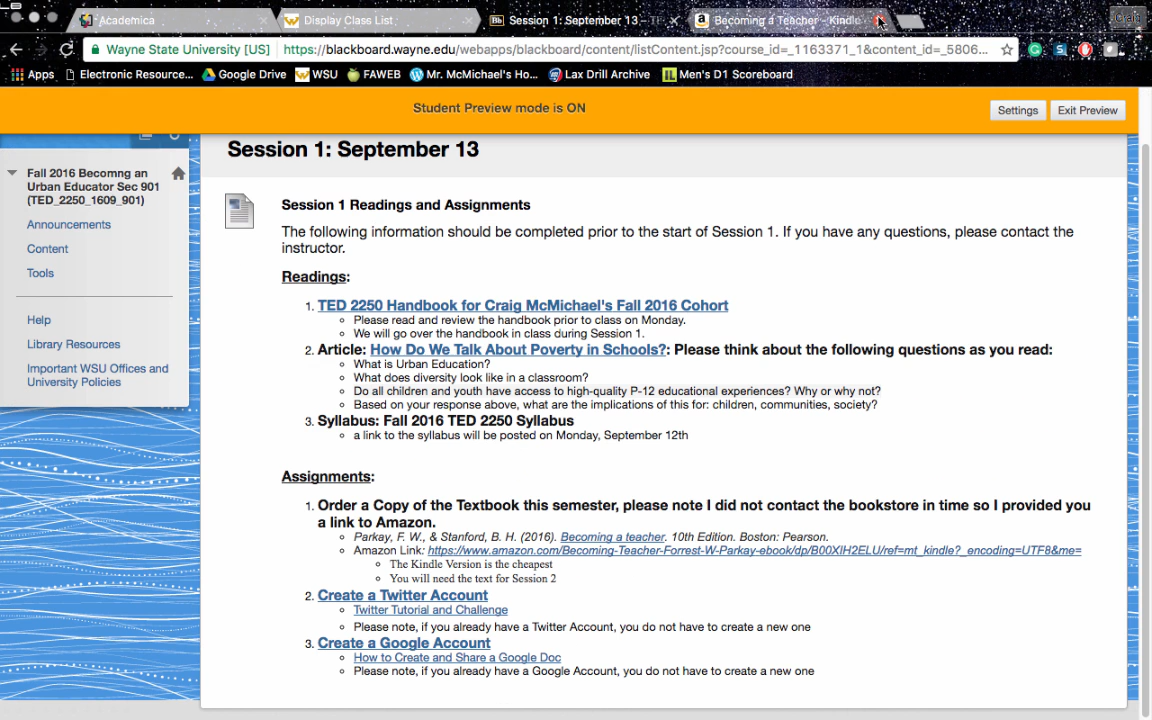 Academica
Display Class List
Bb Session 1: September 13 – TE
a Becoming a Teacher - Kindle
Craig
Wayne State University [US] https://blackboard.wayne.edu/webapps/blackboard/content/listContent.jsp?course_id=_1163371_1&content_id=_5806...
Apps Electronic Resource... Google Drive WSU FAWEB Mr. McMichael's Ho... Lax Drill Archive Men's D1 Scoreboard
Student Preview mode is ON
Settings Exit Preview
Fall 2016 Becomng an
Urban Educator Sec 901
(TED_2250_1609_901)
Announcements
Content
Tools
Help
Library Resources
Important WSU Offices and
University Policies
Session 1: September 13
Session 1 Readings and Assignments
The following information should be completed prior to the start of Session 1. If you have any questions, please contact the
instructor.
Readings:
1. TED 2250 Handbook for Craig McMichael's Fall 2016 Cohort
Please read and review the handbook prior to class on Monday.
We will go over the handbook in class during Session 1.
2. Article: How Do We Talk About Poverty in Schools?: Please think about the following questions as you read:
What is Urban Education?
What does diversity look like in a classroom?
Do all children and youth have access to high-quality P-12 educational experiences? Why or why not?
Based on your response above, what are the implications of this for: children, communities, society?
3. Syllabus: Fall 2016 TED 2250 Syllabus
a link to the syllabus will be posted on Monday, September 12th
Assignments:
1. Order a Copy of the Textbook this semester, please note I did not contact the bookstore in time so I provided you
a link to Amazon.
Parkay, F. W., & Stanford, B. H. (2016). Becoming a teacher. 10th Edition. Boston: Pearson.
Amazon Link: https://www.amazon.com/Becoming-Teacher-Forrest-W-Parkay-ebook/dp/B00XIH2ELU/ref=mt_kindle?_encoding=UTF8&me=
The Kindle Version is the cheapest
You will need the text for Session 2
2. Create a Twitter Account
Twitter Tutorial and Challenge
Please note, if you already have a Twitter Account, you do not have to create a new one
3. Create a Google Account
How to Create and Share a Google Doc
Please note, if you already have a Google Account, you do not have to create a new one